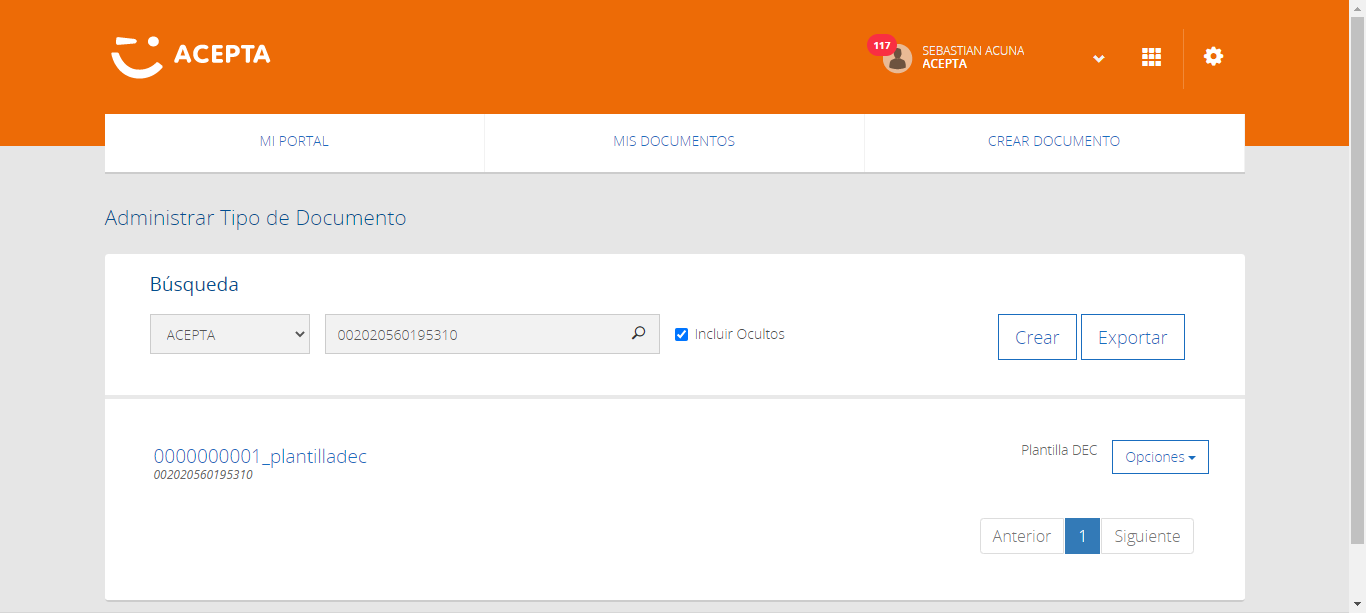 ACEPTA
117
SEBASTIAN ACUNA
ACEPTA
MI PORTAL
MIS DOCUMENTOS
CREAR DOCUMENTO
Administrar Tipo de Documento
Búsqueda
ACEPTA
002020560195310
Incluir Ocultos
Crear
Exportar
0000000001_plantilladec
002020560195310
Plantilla DEC
Opciones
Anterior
1
Siguiente